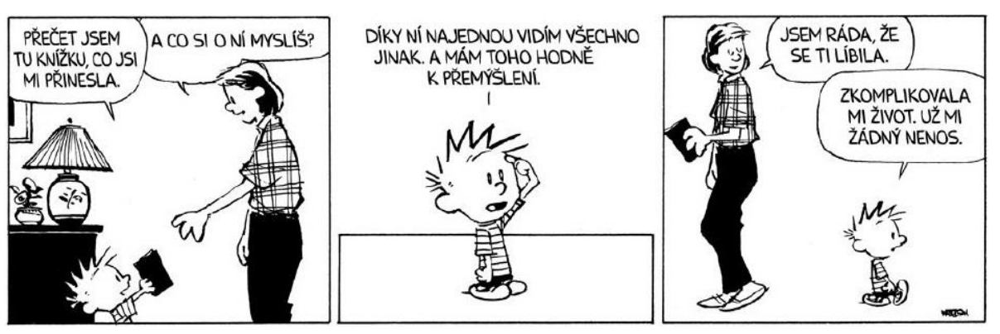 PŘEČET JSEM
TU KNÍŽKU, CO JSI
MI PŘINESLA.
A CO SI O NÍ MYSLÍŠ?
DÍKY NÍ NAJEDNOU VIDÍM VŠECHNO
JINAK. A MÁM TOHO HODNĚ
K PŘEMÝŠLENÍ.
JSEM RÁDA, ŽE
SE TI LÍBILA.
ZKOMPLIKOVALA
MI ŽIVOT. UŽ MI
ŽÁDNÝ NENOS.